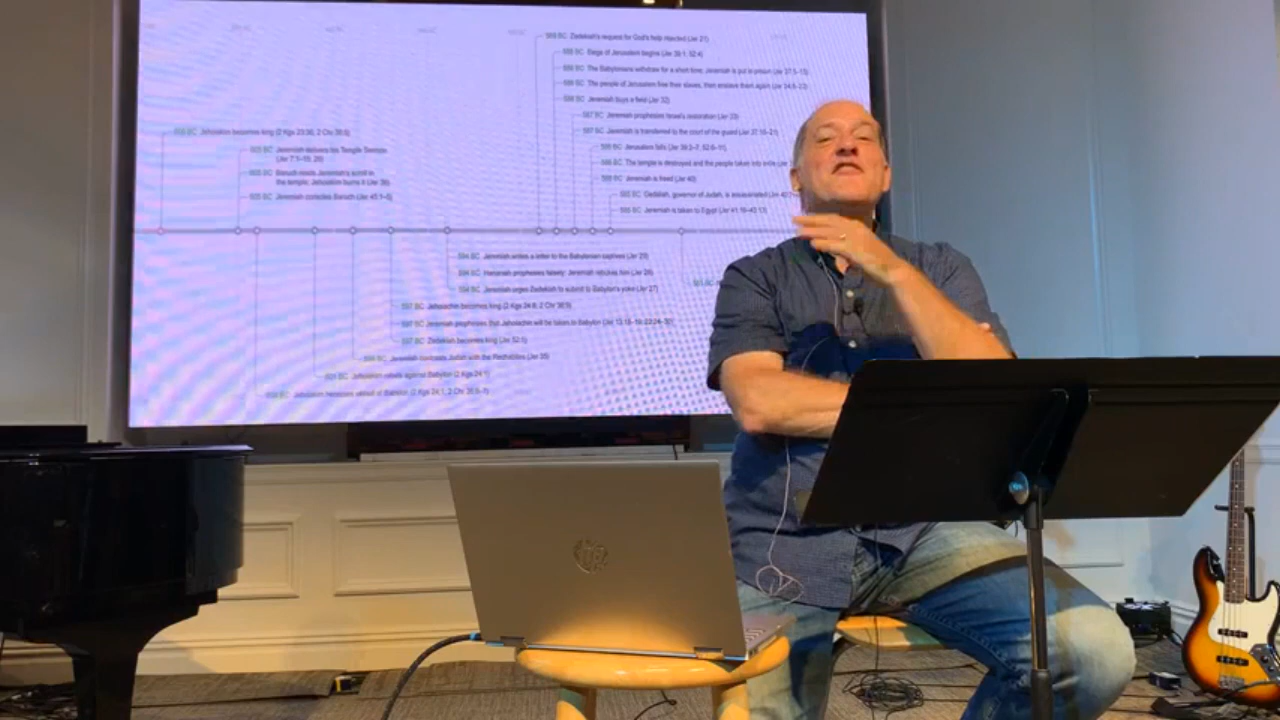 588 BC Zedekiah's request for God's help rejected (Jer 21)
588 BC Siege of Jerusalem begins (Jer 39:1; 52:4)
588 BC The Babylonians withdraw for a short time; Jeremiah is put in prison (Jer 37:5-15)
588 BC The people of Jerusalem free their slaves, then enslave them again (Jer 34:8-22)
588 BC Jeremiah buys a field (Jer 32)
587 BC Jeremiah prophesies Israel's restoration (Jer 33)
587 BC Jeremiah is transferred to the court of the guard (Jer 37:16-21)
Jehoiakim becomes king (2 Kgs 23:36; 2 Chr 36:5)
605 BC Jeremiah delivers his Temple Sermon
(Jer 7:1-15; 26)
586 BC Jerusalem falls (Jer 39:2-7; 52:6-11)
586 BC The temple is destroyed and the people taken into exile (Jer
605 BC Baruch reads Jeremiah's scroll in
the temple; Jehoiakim burns it (Jer 36)
586 BC Jeremiah is freed (Jer 40)
605 BC Jeremiah consoles Baruch (Jer 45:1-5)
585 BC Gedaliah, governor of Judah, is assassinated (Jer
585 BC Jeremiah is taken to Egypt (Jer 41:16-43:13)
594 BC Jeremiah writes a letter to the Babylonian captives (Jer 29)
594 BC Hananiah prophesies falsely; Jeremiah rebukes him (Jer 28)
594 BC Jeremiah urges Zedekiah to submit to Babylon's yoke (Jer 27)
597 BC Jehoiachin becomes king (2 Kgs 24:8; 2 Chr 36:9)
597 BC Jeremiah prophesies that Jehoiachin will be taken to Babylon (Jer 13:18-19; 22:24-30)
597 BC Zedekiah becomes king (Jer 52:1)
Jeremiah contrasts Judah with the Rechabites (Jer 35)
601 BC Jehoiakim rebels against Babylon (2 Kgs 24:1)
Jehoiakim becomes vassal of Babylon (2 Kgs 24:1; 2 Chr 36:6-7)
hp